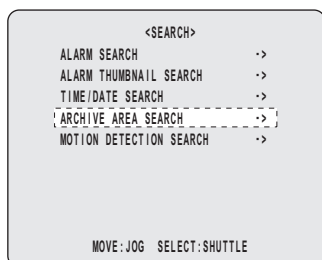 <SEARCH>
ALARM SEARCH ->
ALARM THUMBNAIL SEARCH ->
TIME/DATE SEARCH ->
ARCHIVE AREA SEARCH ->
MOTION DETECTION SEARCH ->
MOVE:JOG SELECT:SHUTTLE